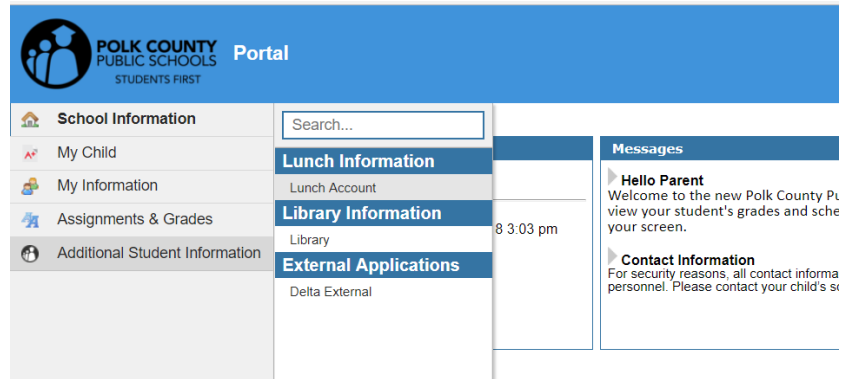 POLK COUNTY
PUBLIC SCHOOLS
STUDENTS FIRST
Portal
School Information
My Child
My Information
Assignments & Grades
Additional Student Information
Search...
Lunch Information
Lunch Account
Library Information
Library
External Applications
Delta External
8 3:03 pm
Messages
Hello Parent
Welcome to the new Polk County Pu
view your student's grades and sche
your screen.
Contact Information
For security reasons, all contact informa
personnel. Please contact your child's sc